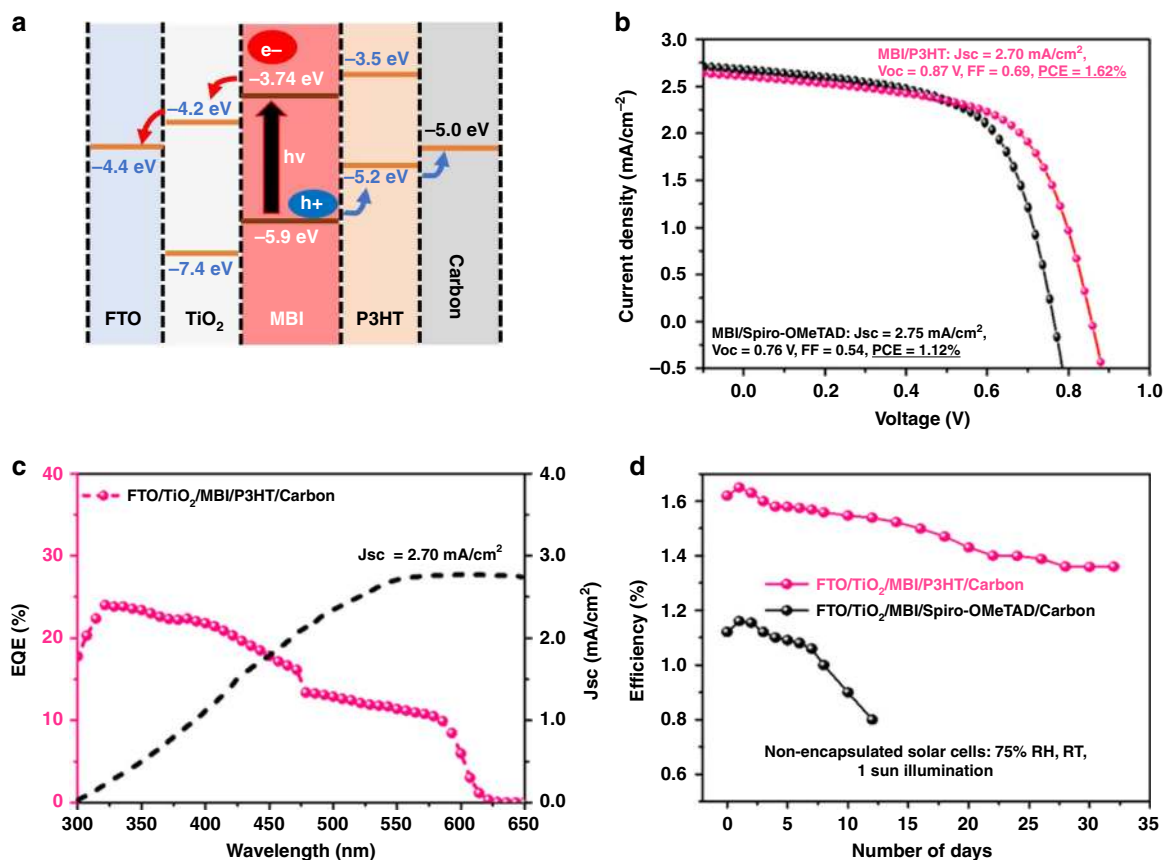 a
e–
–3.74 eV
–3.5 eV
–4.2 eV
–5.0 eV
–4.4 eV
hν
–5.2 eV
h+
–5.9 eV
–7.4 eV
FTO
TiO₂
MBI
P3HT
Carbon
b
MBI/P3HT: Jsc = 2.70 mA/cm²,
Voc = 0.87 V, FF = 0.69, PCE = 1.62%
MBI/Spiro-OMeTAD: Jsc = 2.75 mA/cm²,
Voc = 0.76 V, FF = 0.54, PCE = 1.12%
Current density (mA/cm⁻²)
3.0
2.5
2.0
1.5
1.0
0.5
0.0
–0.5
0.0 0.2 0.4 0.6 0.8 1.0
Voltage (V)
c
FTO/TiO₂/MBI/P3HT/Carbon
Jsc = 2.70 mA/cm²
EQE (%)
40
30
20
10
0
Jsc (mA/cm²)
4.0
3.0
2.0
1.0
0.0
300 350 400 450 500 550 600 650
Wavelength (nm)
d
FTO/TiO₂/MBI/P3HT/Carbon
FTO/TiO₂/MBI/Spiro-OMeTAD/Carbon
Non-encapsulated solar cells: 75% RH, RT,
1 sun illumination
Efficiency (%)
1.6
1.4
1.2
1.0
0.8
0.6
0 5 10 15 20 25 30 35
Number of days